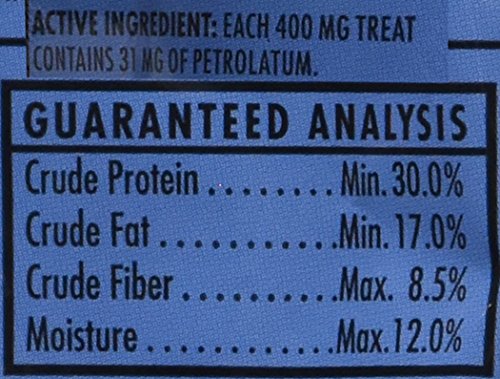 ACTIVE INGREDIENT: EACH 400 MG TREAT
CONTAINS 31 MG OF PETROLATUM.
GUARANTEED ANALYSIS
Crude Protein ........ Min. 30.0%
Crude Fat ........... Min. 17.0%
Crude Fiber .......... Max. 8.5%
Moisture ............ Max. 12.0%